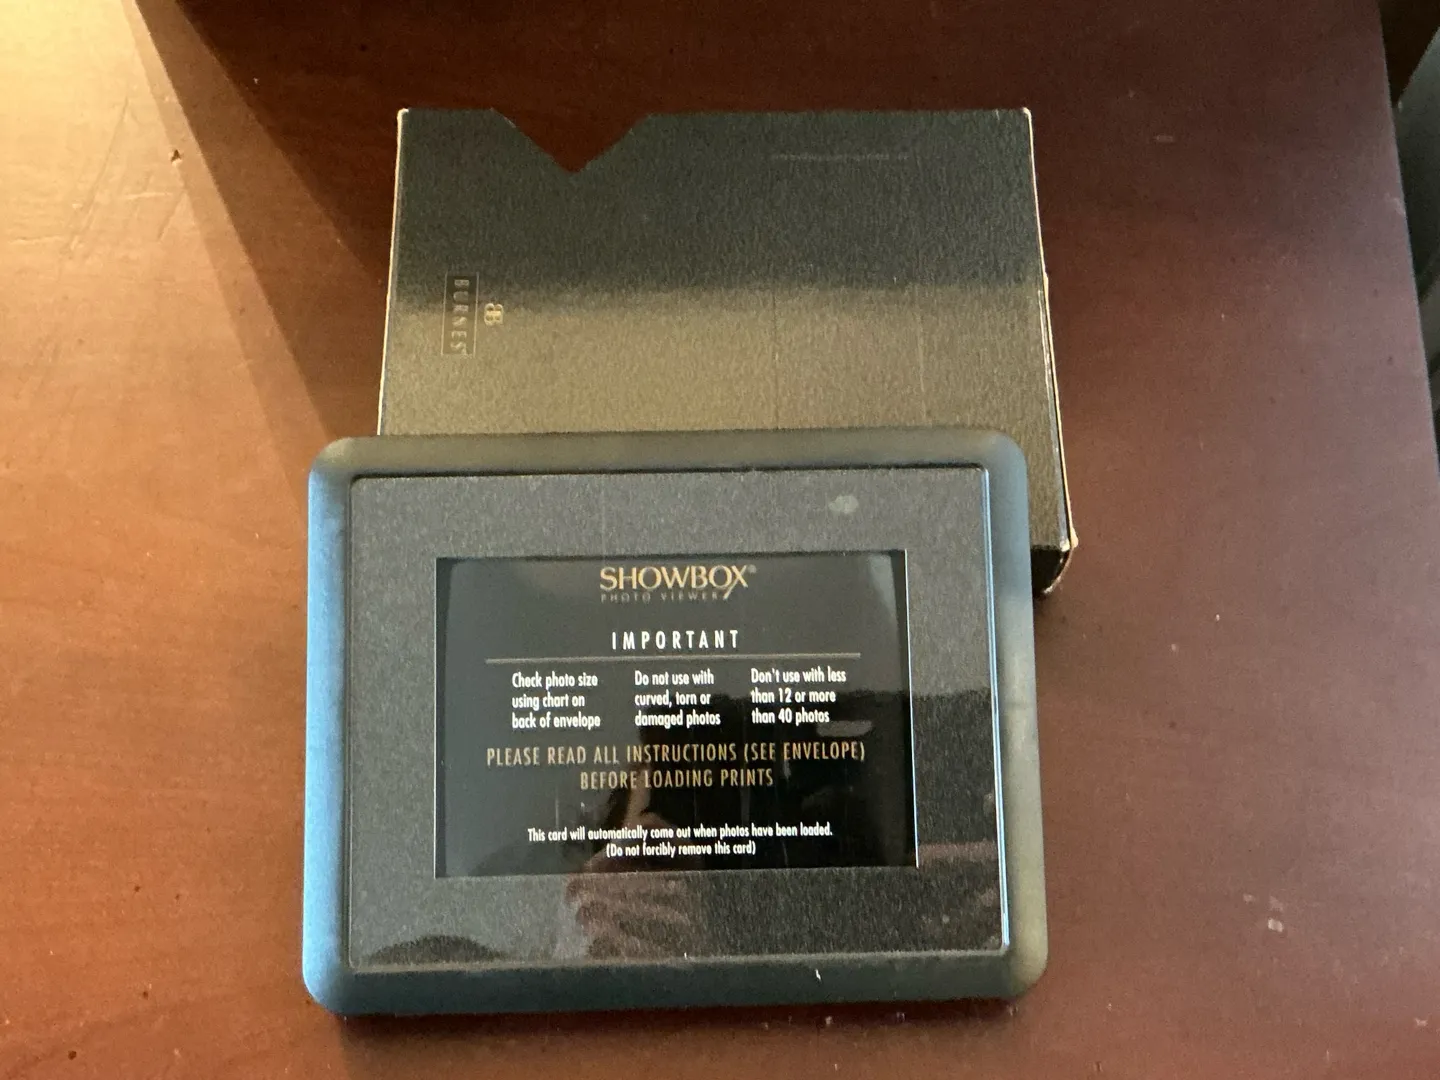 BURNES
SHOWBOX®
PHOTO VIEWER
IMPORTANT
Check photo size
using chart on
back of envelope
Do not use with
curved, torn or
damaged photos
Don't use with less
than 12 or more
than 40 photos
PLEASE READ ALL INSTRUCTIONS (SEE ENVELOPE)
BEFORE LOADING PRINTS
This card will automatically come out when photos have been loaded.
(Do not forcibly remove this card)